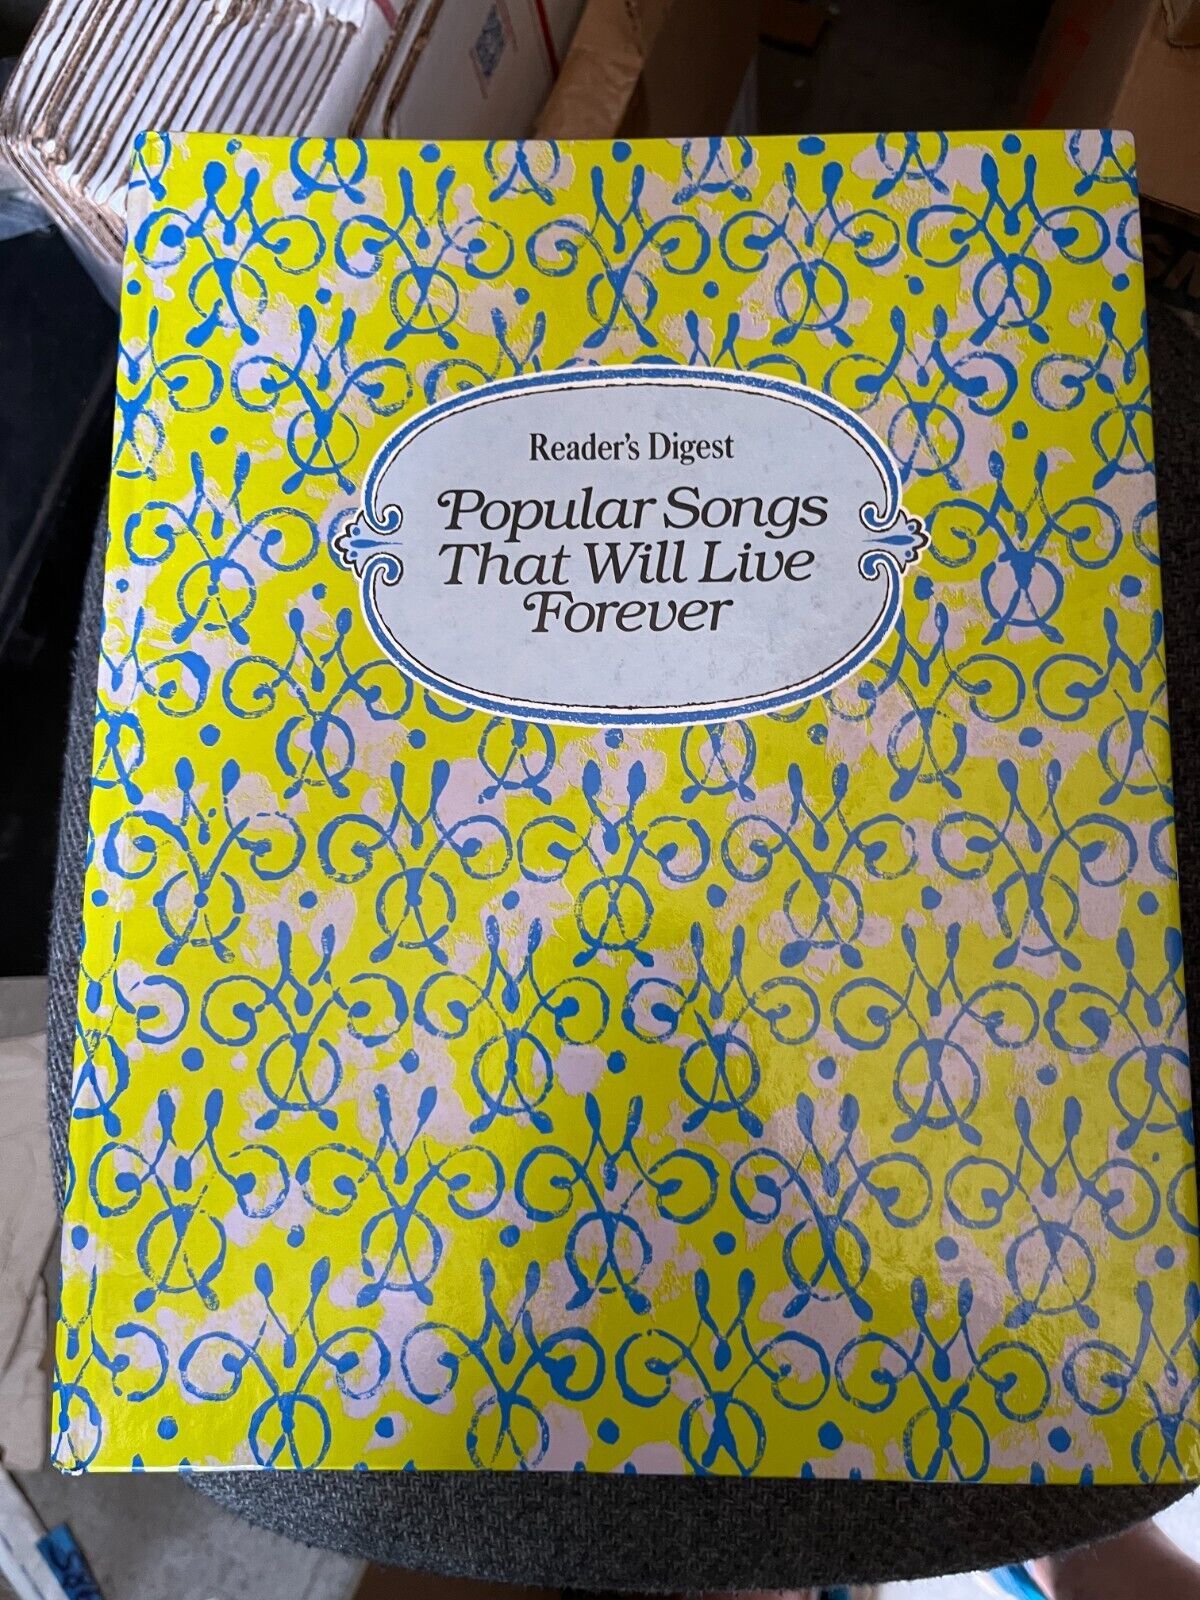 Reader's Digest
Popular Songs
That Will Live
Forever